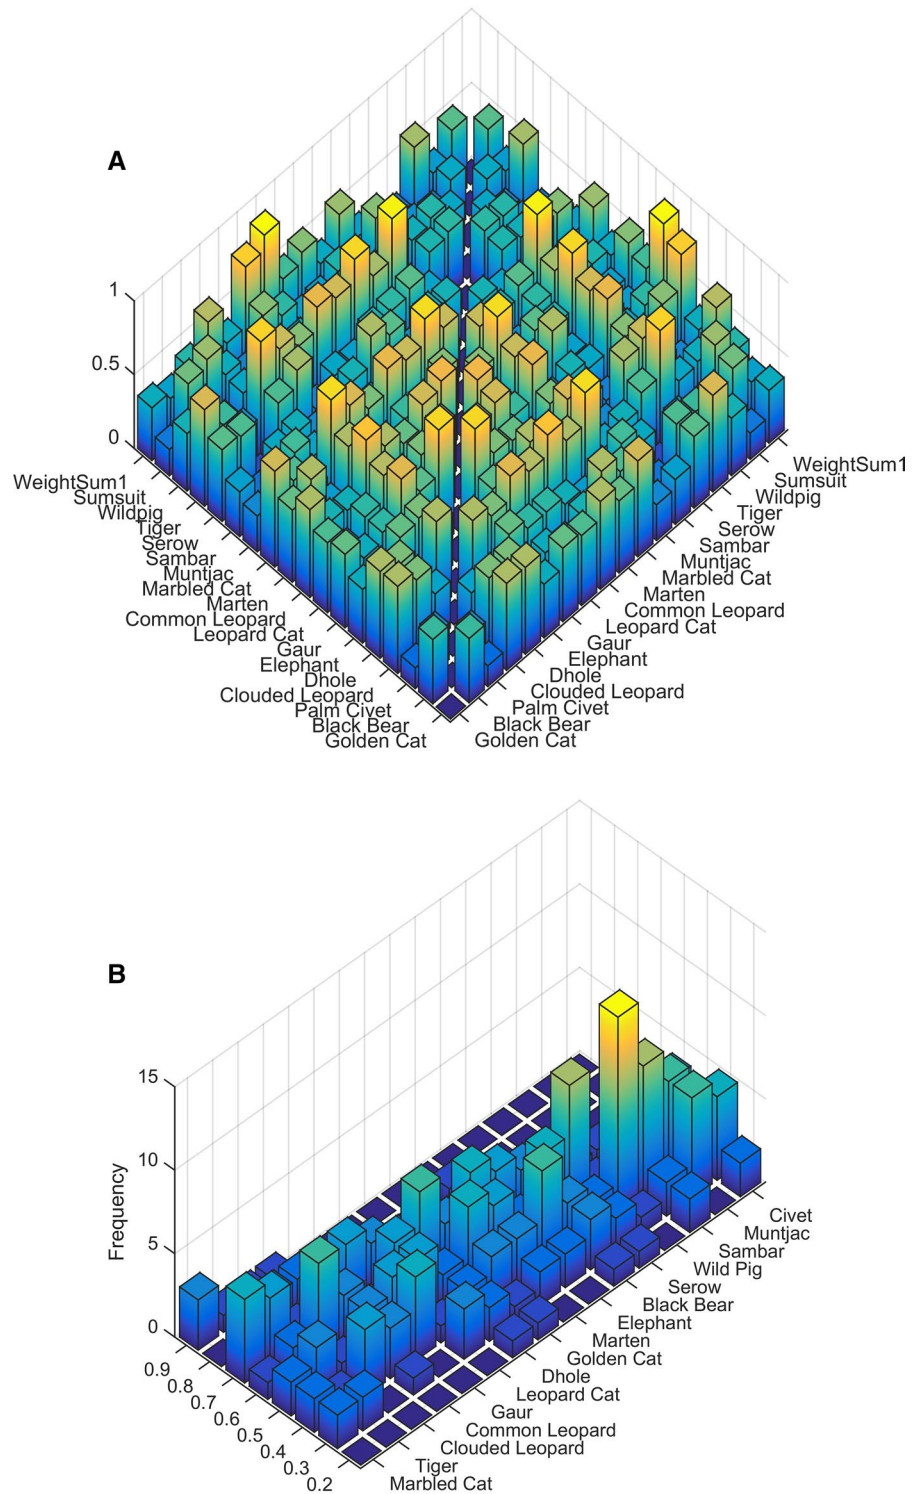 A
1
0.5
0
WeightSum1
Sumsuit
Wildpig
Tiger
Serow
Sambar
Muntjac
Marbled Cat
Marten
Common Leopard
Leopard Cat
Gaur
Elephant
Dhole
Clouded Leopard
Palm Civet
Black Bear
Golden Cat
WeightSum1
Sumsuit
Wildpig
Tiger
Serow
Sambar
Muntjac
Marbled Cat
Marten
Common Leopard
Leopard Cat
Gaur
Elephant
Dhole
Clouded Leopard
Palm Civet
Black Bear
Golden Cat
B
15
10
5
0
Frequency
0.9
0.8
0.7
0.6
0.5
0.4
0.3
0.2
Civet
Muntjac
Sambar
Wild Pig
Serow
Black Bear
Elephant
Marten
Golden Cat
Dhole
Leopard Cat
Gaur
Common Leopard
Clouded Leopard
Tiger
Marbled Cat